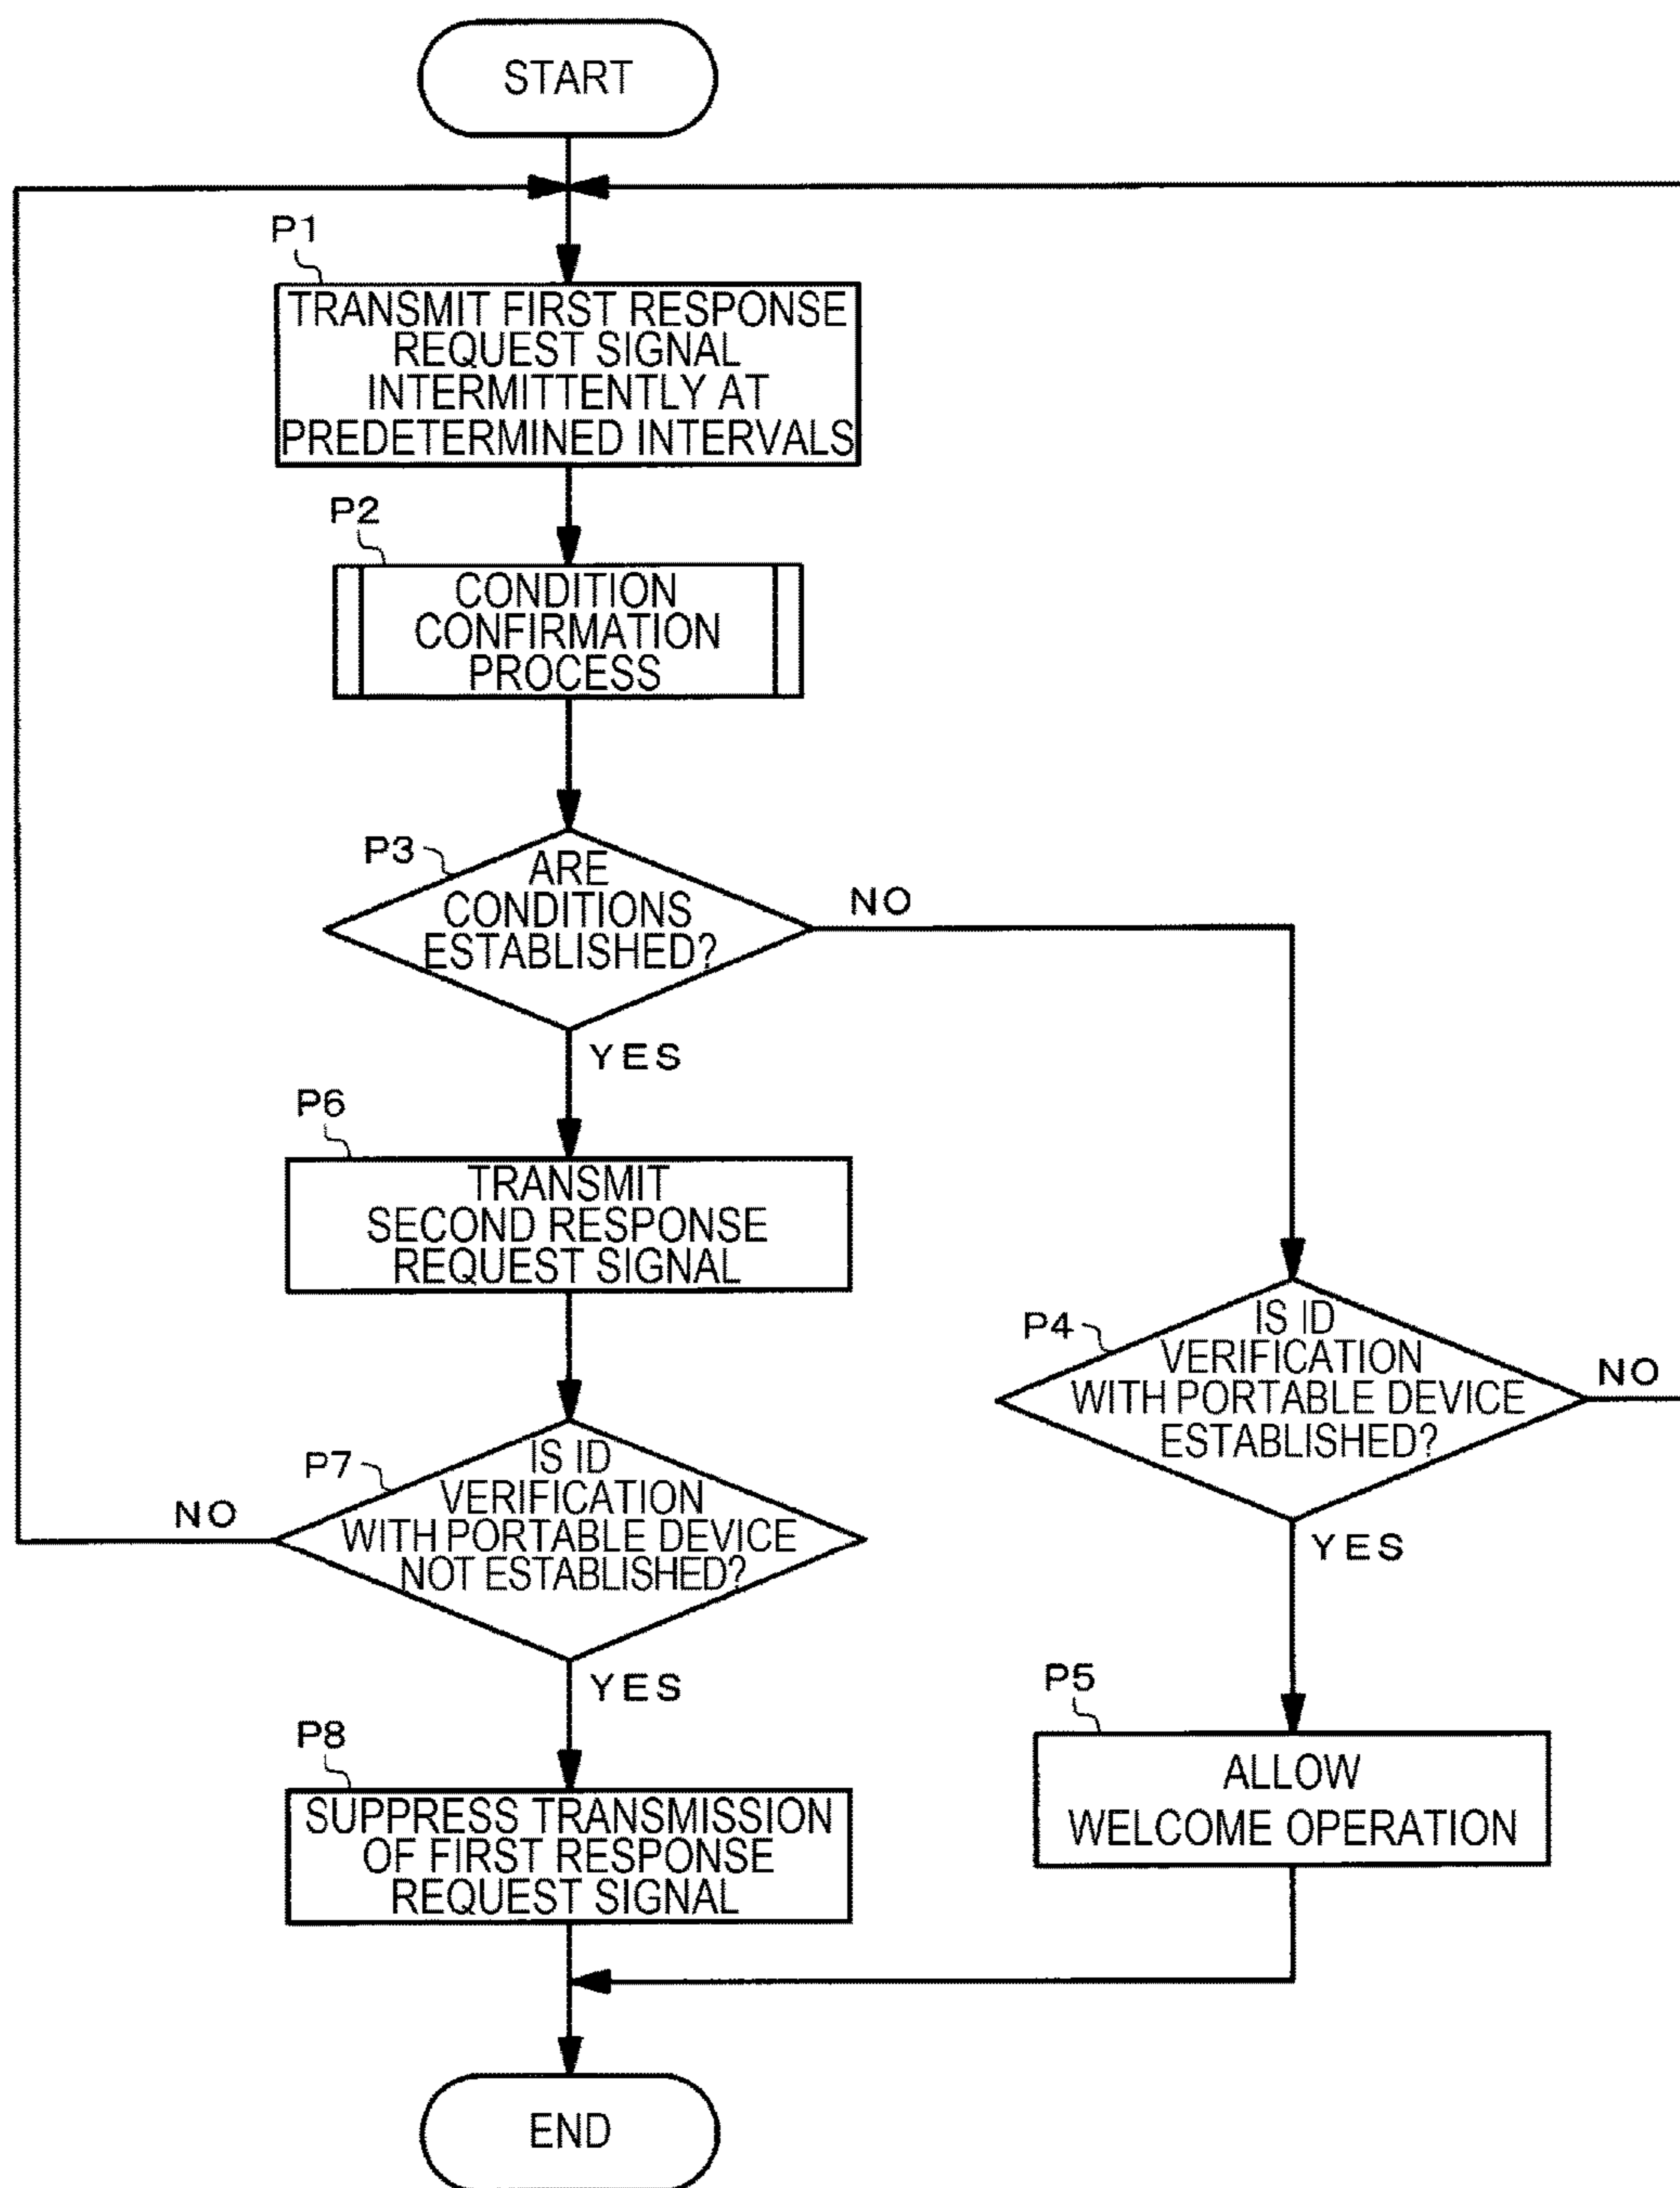 START
P1
TRANSMIT FIRST RESPONSE
REQUEST SIGNAL
INTERMITTENTLY AT
PREDETERMINED INTERVALS
P2
CONDITION
CONFIRMATION
PROCESS
P3
ARE
CONDITIONS
ESTABLISHED?
NO
YES
P6
TRANSMIT
SECOND RESPONSE
REQUEST SIGNAL
P4
IS ID
VERIFICATION
WITH PORTABLE DEVICE
ESTABLISHED?
NO
YES
P7
IS ID
VERIFICATION
WITH PORTABLE DEVICE
NOT ESTABLISHED?
NO
YES
P5
ALLOW
WELCOME OPERATION
P8
SUPPRESS TRANSMISSION
OF FIRST RESPONSE
REQUEST SIGNAL
END